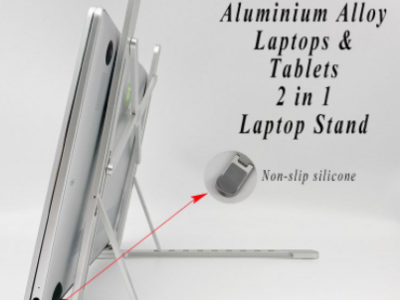 Aluminium Alloy
Laptops &
Tablets
2 in 1
Laptop Stand
Non-slip silicone